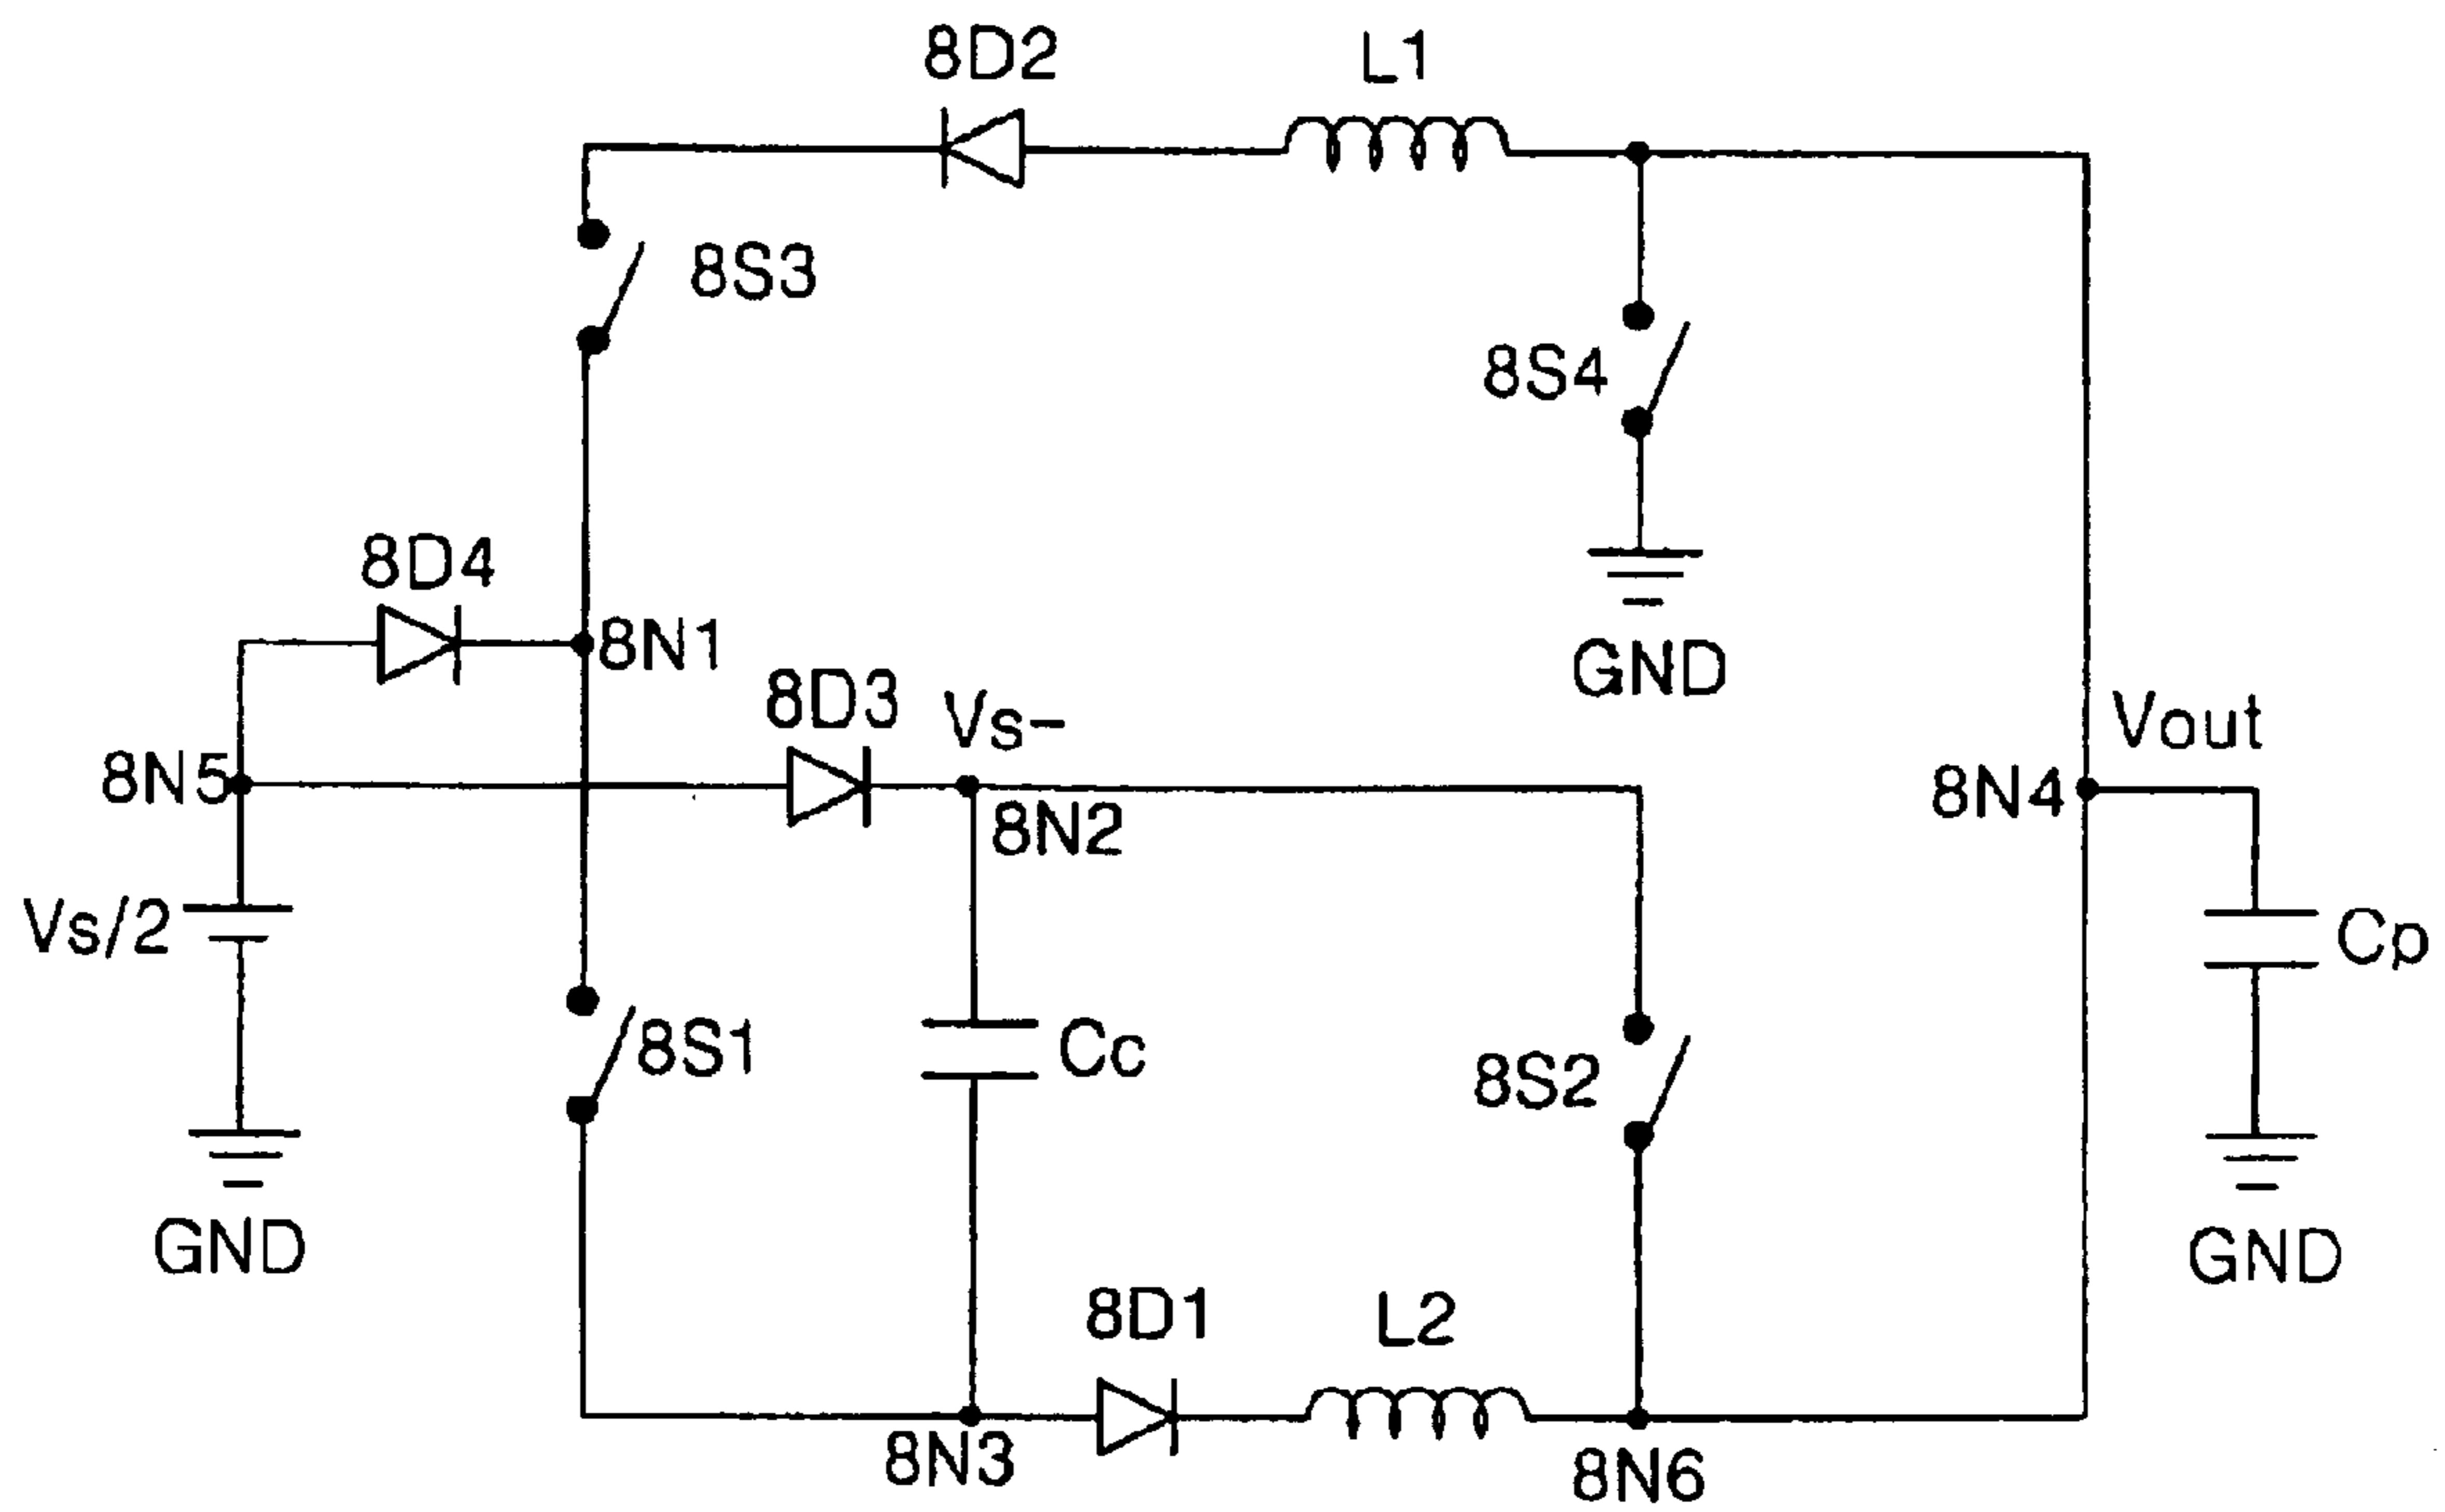 8D2
L1
8S3
8S4
8D4
8N1
GND
8D3
Vs-
Vout
8N5
8N2
8N4
Vs/2
Cp
8S1
Cc
8S2
GND
GND
8D1
L2
8N3
8N6